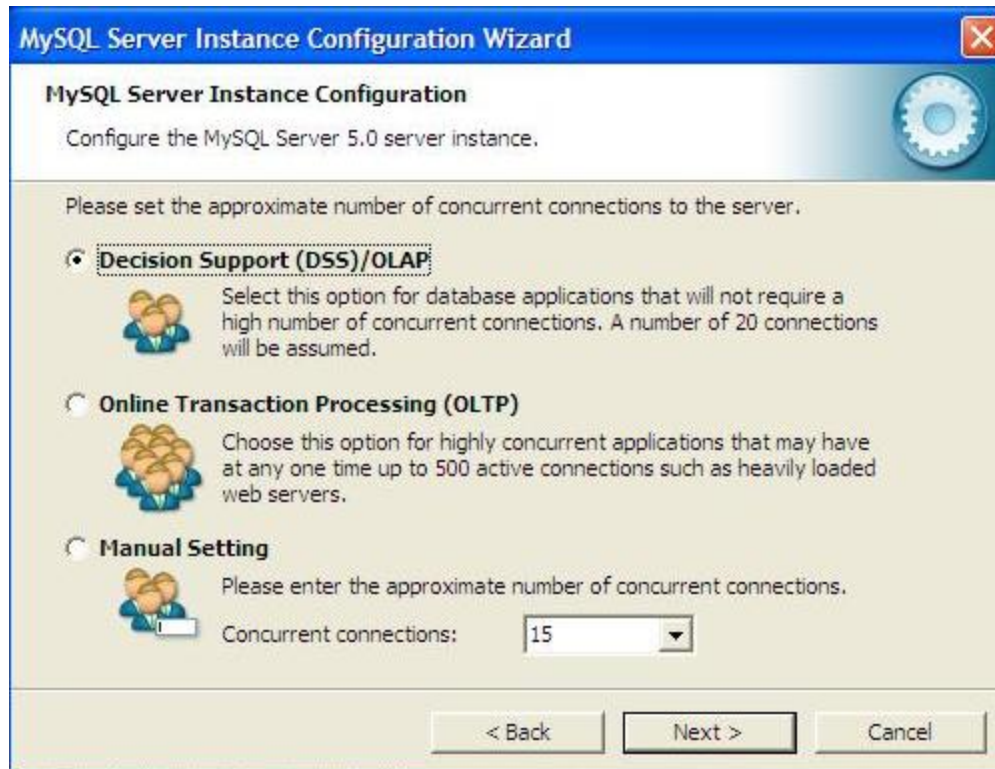 MySQL Server Instance Configuration Wizard
MySQL Server Instance Configuration
Configure the MySQL Server 5.0 server instance.
Please set the approximate number of concurrent connections to the server.
Decision Support (DSS)/OLAP
Select this option for database applications that will not require a
high number of concurrent connections. A number of 20 connections
will be assumed.
Online Transaction Processing (OLTP)
Choose this option for highly concurrent applications that may have
at any one time up to 500 active connections such as heavily loaded
web servers.
Manual Setting
Please enter the approximate number of concurrent connections.
Concurrent connections: 15
< Back Next > Cancel